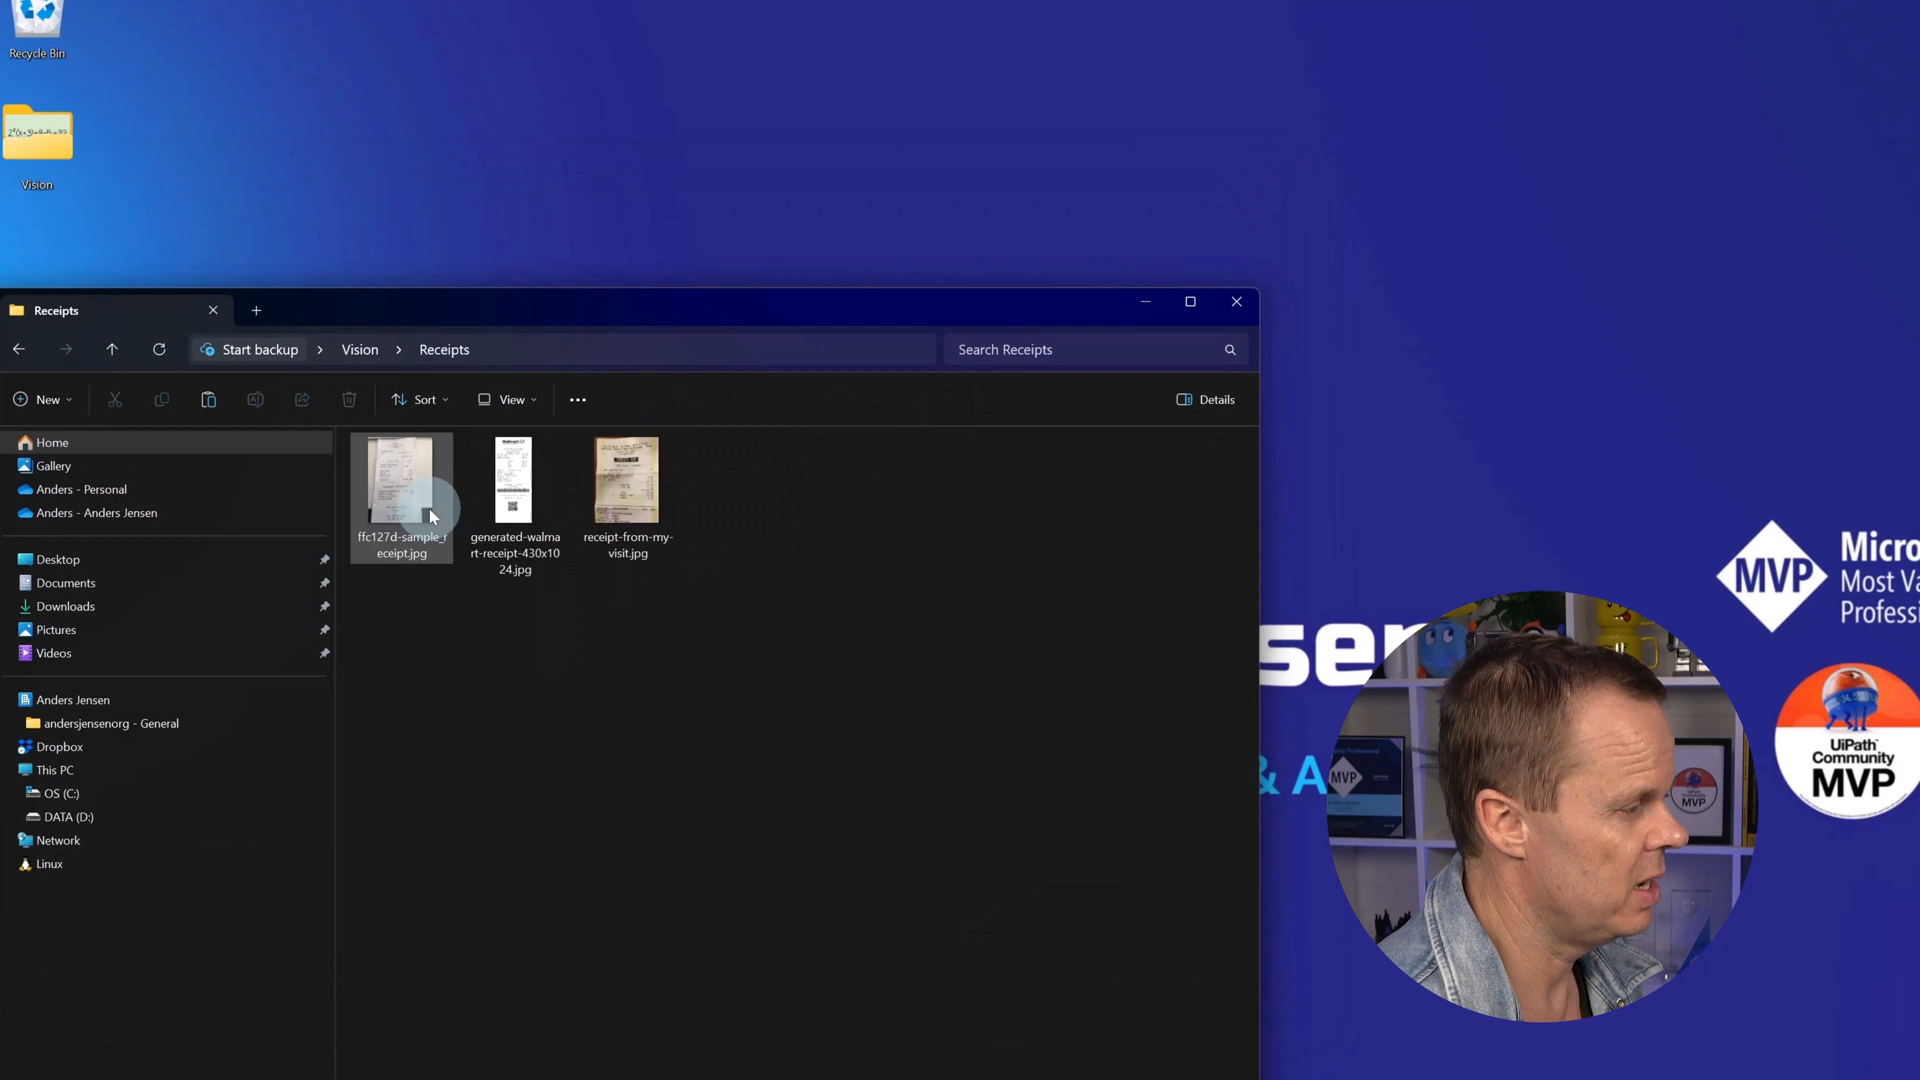 Recycle Bin
Vision
Receipts
Start backup
Vision
Receipts
Search Receipts
New
Sort
View
Details
Home
Gallery
Anders - Personal
Anders - Anders Jensen
Desktop
Documents
Downloads
Pictures
Videos
Anders Jensen
andersjensenorg - General
Dropbox
This PC
OS (C:)
DATA (D:)
Network
Linux
ffc127d-sample_r
eceipt.jpg
generated-walma
rt-receipt-430x10
24.jpg
receipt-from-my-
visit.jpg
MVP
Micro
Most Va
Professi
sen
& A
MVP
MVP
UiPath
Community
MVP